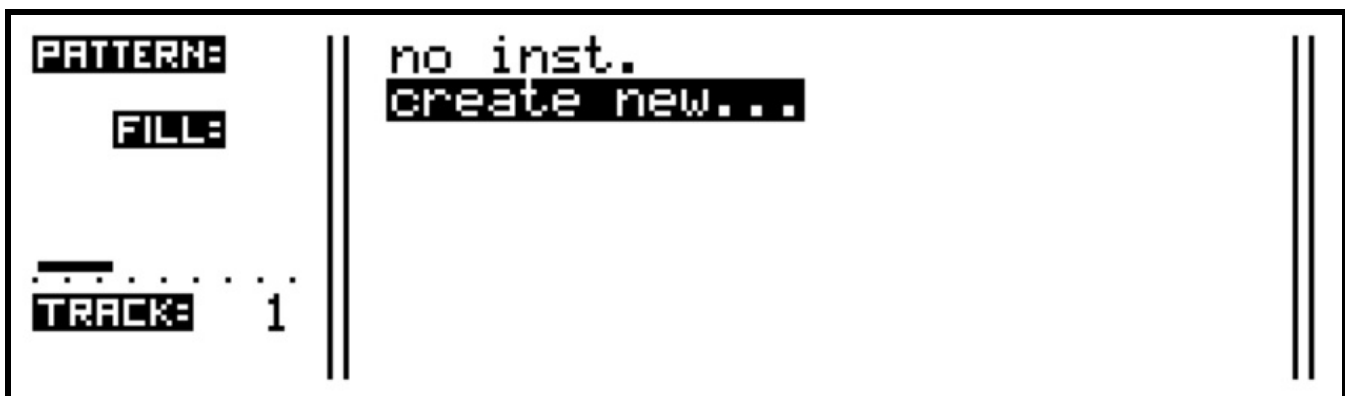 PATTERN:
FILL:
TRACK: 1
no inst.
create new...